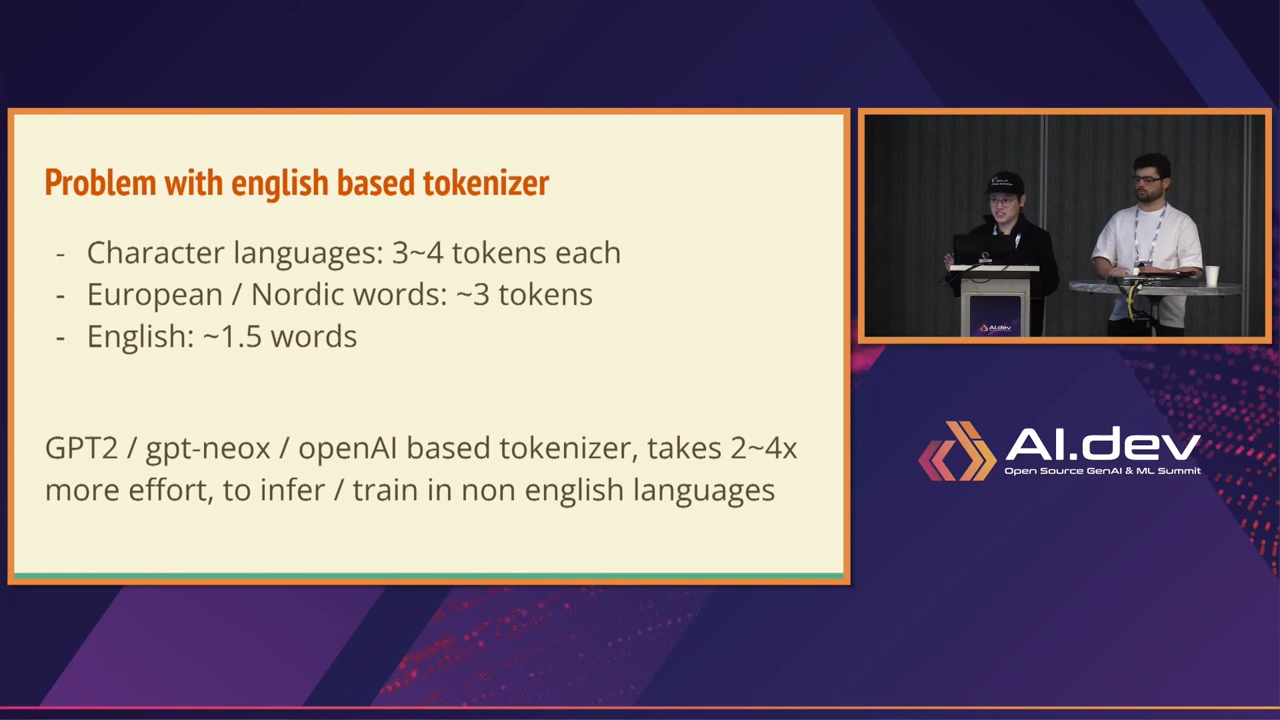 Problem with english based tokenizer
- Character languages: 3~4 tokens each
- European / Nordic words: ~3 tokens
- English: ~1.5 words
GPT2 / gpt-neox / openAI based tokenizer, takes 2~4x
more effort, to infer / train in non english languages
AI.dev
AI.dev
Open Source GenAI & ML Summit